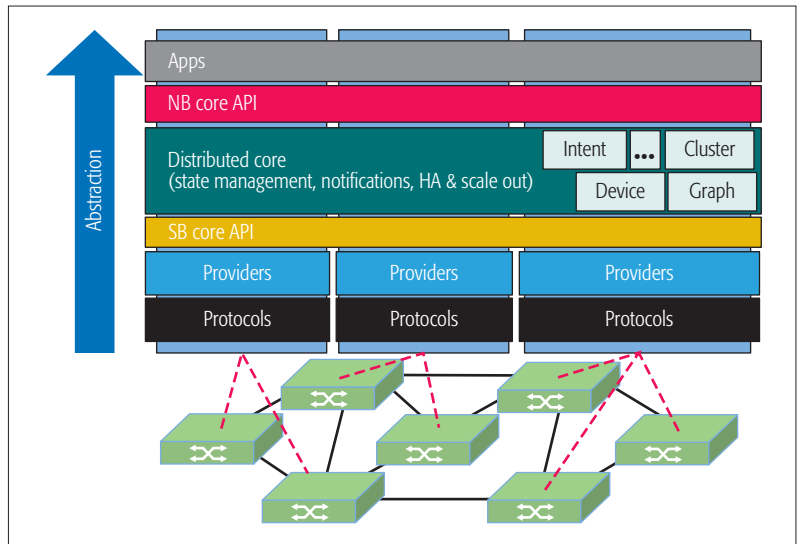 Abstraction
Apps
NB core API
Distributed core
(state management, notifications, HA & scale out)
Intent
...
Cluster
Device
Graph
SB core API
Providers
Providers
Providers
Protocols
Protocols
Protocols